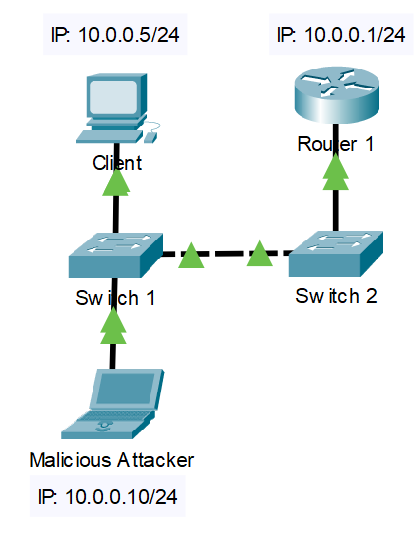 IP: 10.0.0.5/24
IP: 10.0.0.1/24
Client
Router 1
Switch 1
Switch 2
Malicious Attacker
IP: 10.0.0.10/24